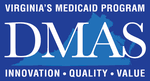 VIRGINIA'S MEDICAID PROGRAM
DMAS
INNOVATION • QUALITY • VALUE